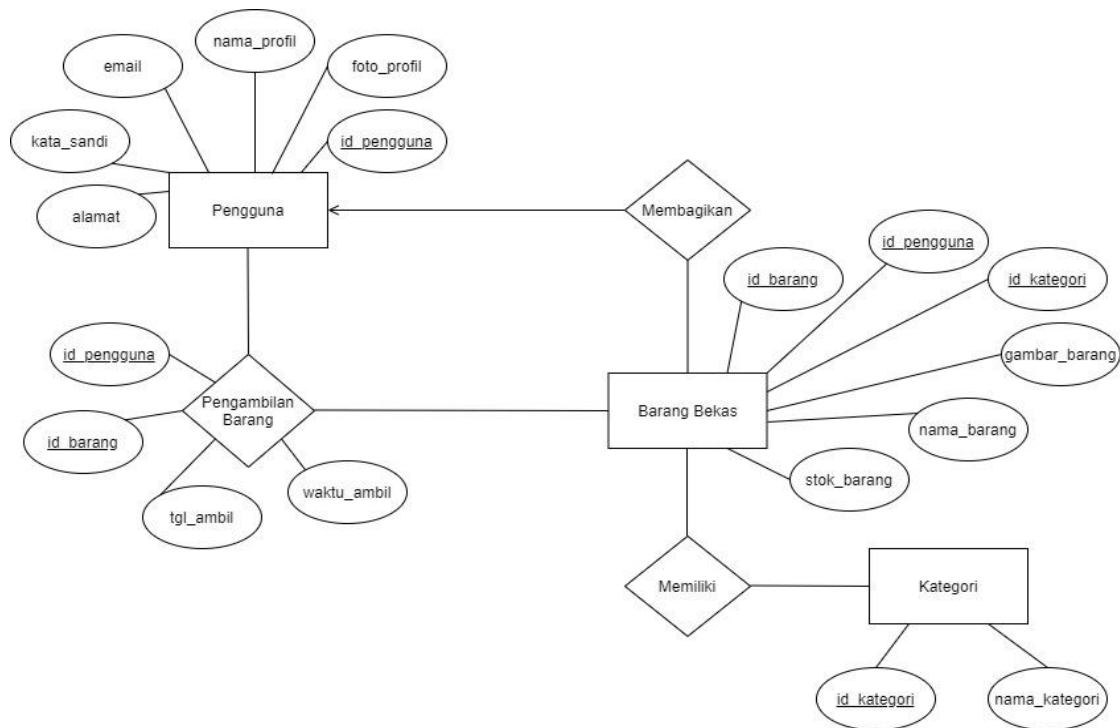 nama_profil
email
foto_profil
kata_sandi
id_pengguna
alamat
Pengguna
Membagikan
id_pengguna
id_barang
id_kategori
id_pengguna
gambar_barang
Pengambilan
Barang
Barang Bekas
id_barang
nama_barang
waktu_ambil
stok_barang
tgl_ambil
Memiliki
Kategori
id_kategori
nama_kategori